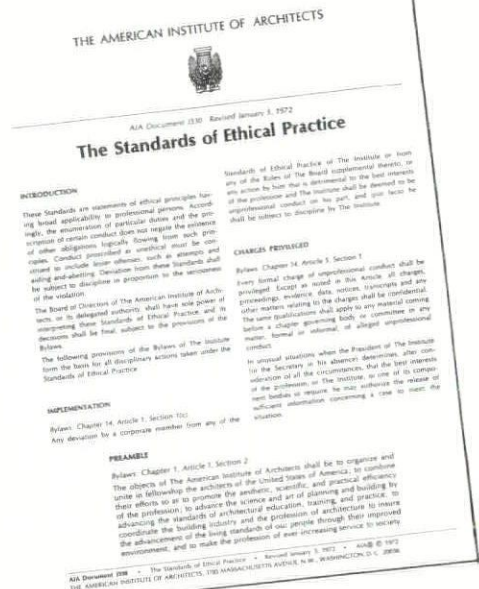 THE AMERICAN INSTITUTE OF ARCHITECTS
AIA Document J330 Revised January 3, 1972
The Standards of Ethical Practice
INTRODUCTION
These Standards are statements of ethical principles hav-
ing broad applicability to professional persons. Accord-
ingly, the enumeration of particular duties and the pro-
scription of certain conduct does not negate the existence
of other obligations logically flowing from such prin-
ciples. Conduct proscribed as unethical must be con-
strued to include lesser offenses, such as attempts and
aiding-and-abetting. Deviation from these Standards shall
be subject to discipline in proportion to the seriousness
of the violation.
The Board of Directors of The American Institute of Archi-
tects, or its delegated authority, shall have sole power of
interpreting these Standards of Ethical Practice and its
decisions shall be final, subject to the provisions of the
Bylaws.
The following provisions of the Bylaws of The Institute
form the basis for all disciplinary actions taken under the
Standards of Ethical Practice
IMPLEMENTATION
Bylaws Chapter 14, Article 1, Section 1(c)
Any deviation by a corporate member from any of the
Standards of Ethical Practice of The Institute or from
any of the Rules of The Board supplemental thereto, or
any action by him that is detrimental to the best interests
of the profession and The Institute shall be deemed to be
unprofessional conduct on his part, and ipso facto he
shall be subject to discipline by The Institute.
CHARGES PRIVILEGED
Bylaws Chapter 14, Article 5, Section 1
Every formal charge of unprofessional conduct shall be
privileged. Except as noted in this Article, all charges,
proceedings, evidence, data, notices, transcripts and any
other matters relating to the charges shall be confidential.
The same qualifications shall apply to any material coming
before a chapter governing body or committee in any
matter, formal or informal, of alleged unprofessional
conduct.
In unusual situations when the President of The Institute
(or the Secretary in his absence) determines, after con-
sideration of all the circumstances, that the best interests
of the profession, or The Institute, or one of its compo-
nent bodies so require, he may authorize the release of
sufficient information concerning a case to meet the
situation.
PREAMBLE
Bylaws: Chapter 1, Article 1, Section 2
The objects of The American Institute of Architects shall be to organize and
unite in fellowship the architects of the United States of America; to combine
their efforts so as to promote the aesthetic, scientific, and practical efficiency
of the profession; to advance the science and art of planning and building by
advancing the standards of architectural education, training, and practice; to
coordinate the building industry and the profession of architecture to insure
the advancement of the living standards of our people through their improved
environment; and to make the profession of ever increasing service to society.
AIA Document J330 • The Standards of Ethical Practice • Revised January 3, 1972 • AIA® © 1972
THE AMERICAN INSTITUTE OF ARCHITECTS, 1785 MASSACHUSETTS AVENUE, N.W., WASHINGTON, D. C. 20036